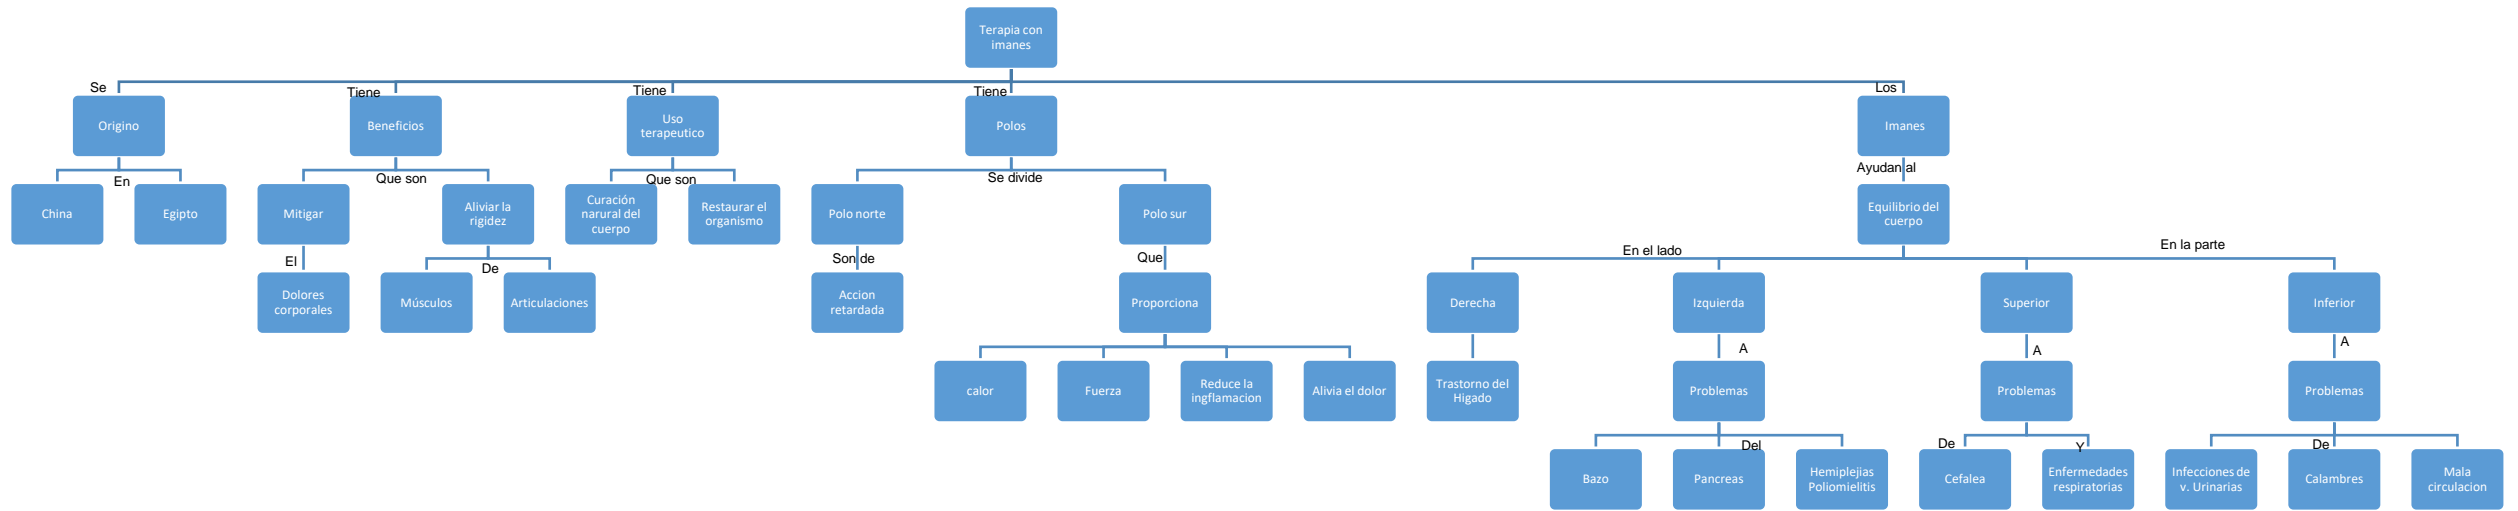 Terapia con
imanes
Se
Tiene
Tiene
Tiene
Los
Origino
Beneficios
Uso
terapeutico
Polos
Imanes
En
Que son
Que son
Se divide
Ayudan al
China
Egipto
Mitigar
Aliviar la
rigidez
Curación
narural del
cuerpo
Restaurar el
organismo
Polo norte
Polo sur
Equilibrio del
cuerpo
El
De
Son de
Que
En el lado
En la parte
Dolores
corporales
Músculos
Articulaciones
Accion
retardada
Proporciona
Derecha
Izquierda
Superior
Inferior
A
A
A
calor
Fuerza
Reduce la
ingflamacion
Alivia el dolor
Trastorno del
Higado
Problemas
Problemas
Problemas
Del
De
Y
De
Bazo
Pancreas
Hemiplejias
Poliomielitis
Cefalea
Enfermedades
respiratorias
Infecciones de
v. Urinarias
Calambres
Mala
circulacion